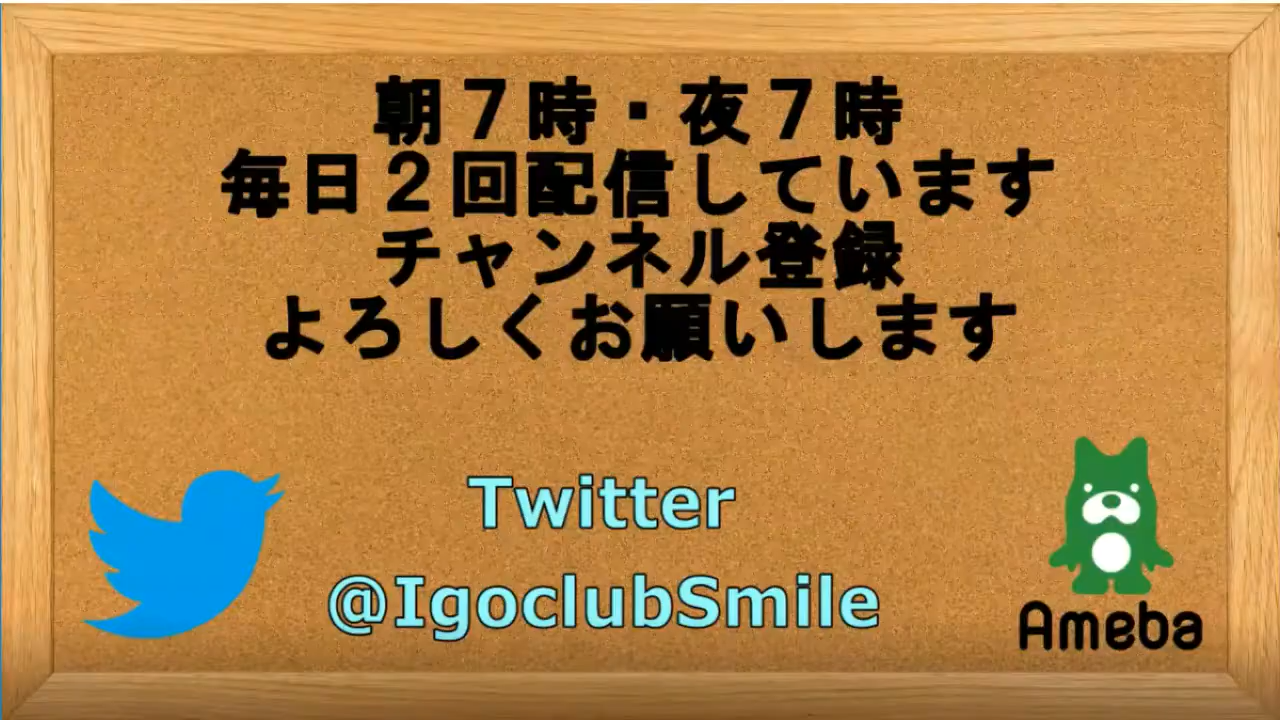 朝７時・夜７時
毎日２回配信しています
チャンネル登録
よろしくお願いします
Twitter
@IgoclubSmile
Ameba